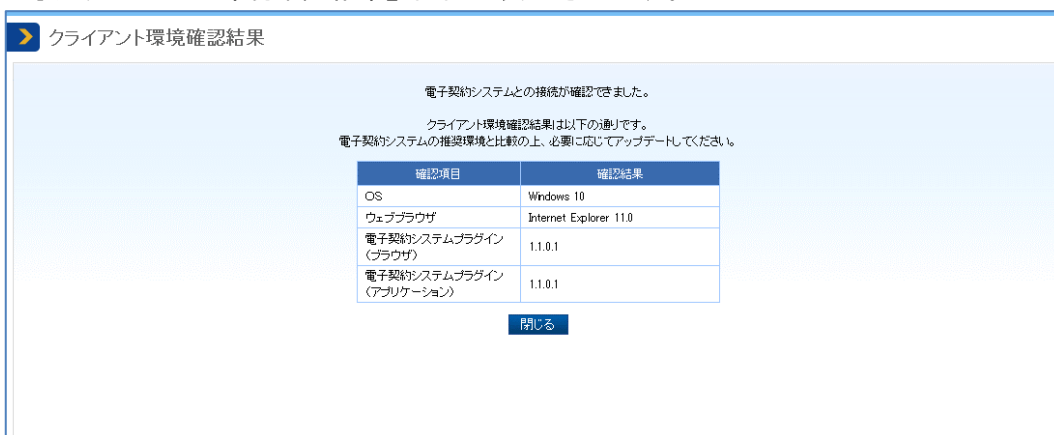 クライアント環境確認結果
電子契約システムとの接続が確認できました。
クライアント環境確認結果は以下の通りです。
電子契約システムの推奨環境と比較の上、必要に応じてアップデートしてください。
確認項目 確認結果
OS Windows 10
ウェブブラウザ Internet Explorer 11.0
電子契約システムプラグイン
(ブラウザ) 1.1.0.1
電子契約システムプラグイン
(アプリケーション) 1.1.0.1
閉じる